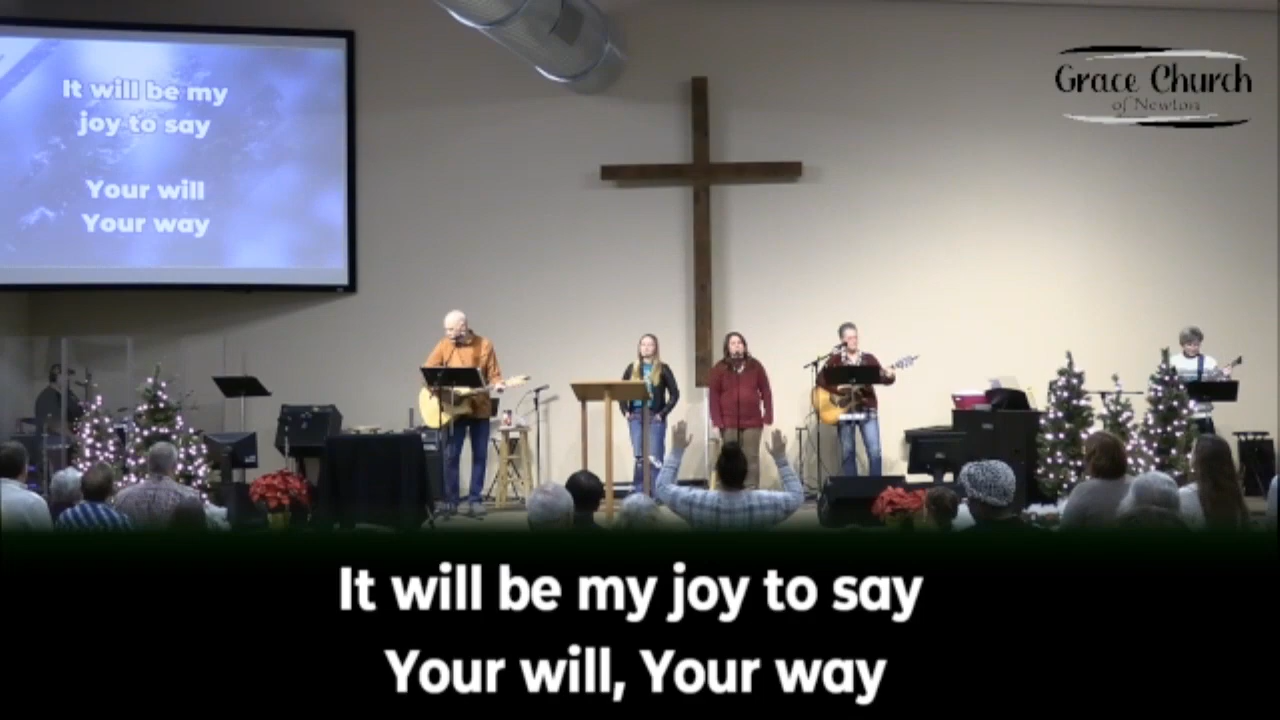 It will be my
joy to say
Your will
Your way
Grace Church
of Newton
It will be my joy to say
Your will, Your way